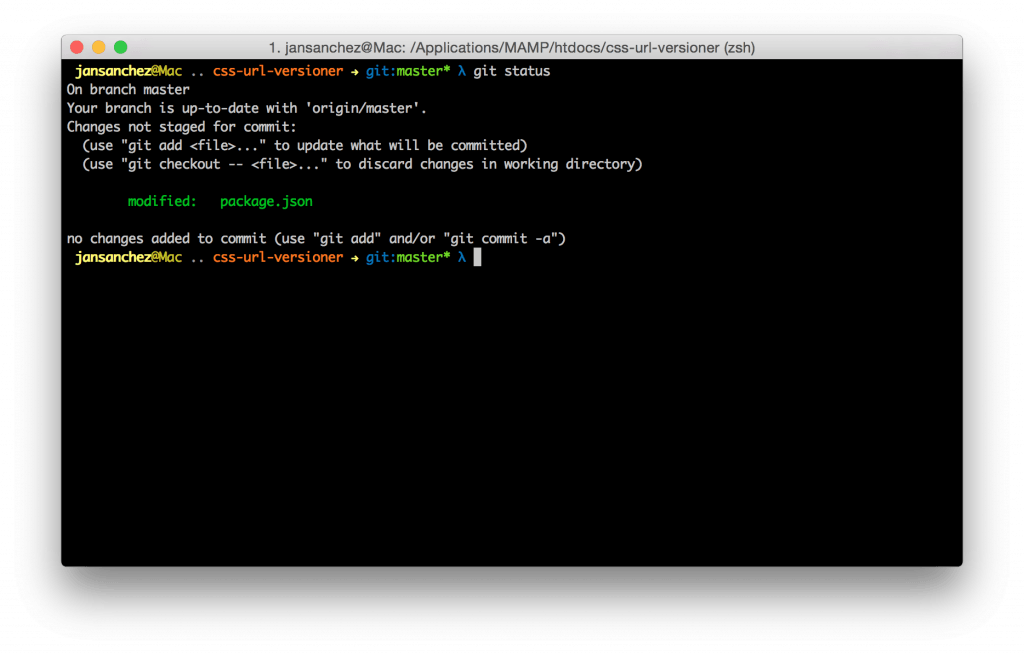 1. jansanchez@Mac: /Applications/MAMP/htdocs/css-url-versioner (zsh)
jansanchez@Mac .. css-url-versioner → git:master* λ git status
On branch master
Your branch is up-to-date with 'origin/master'.
Changes not staged for commit:
  (use "git add <file>..." to update what will be committed)
  (use "git checkout -- <file>..." to discard changes in working directory)
        modified:   package.json
no changes added to commit (use "git add" and/or "git commit -a")
jansanchez@Mac .. css-url-versioner → git:master* λ